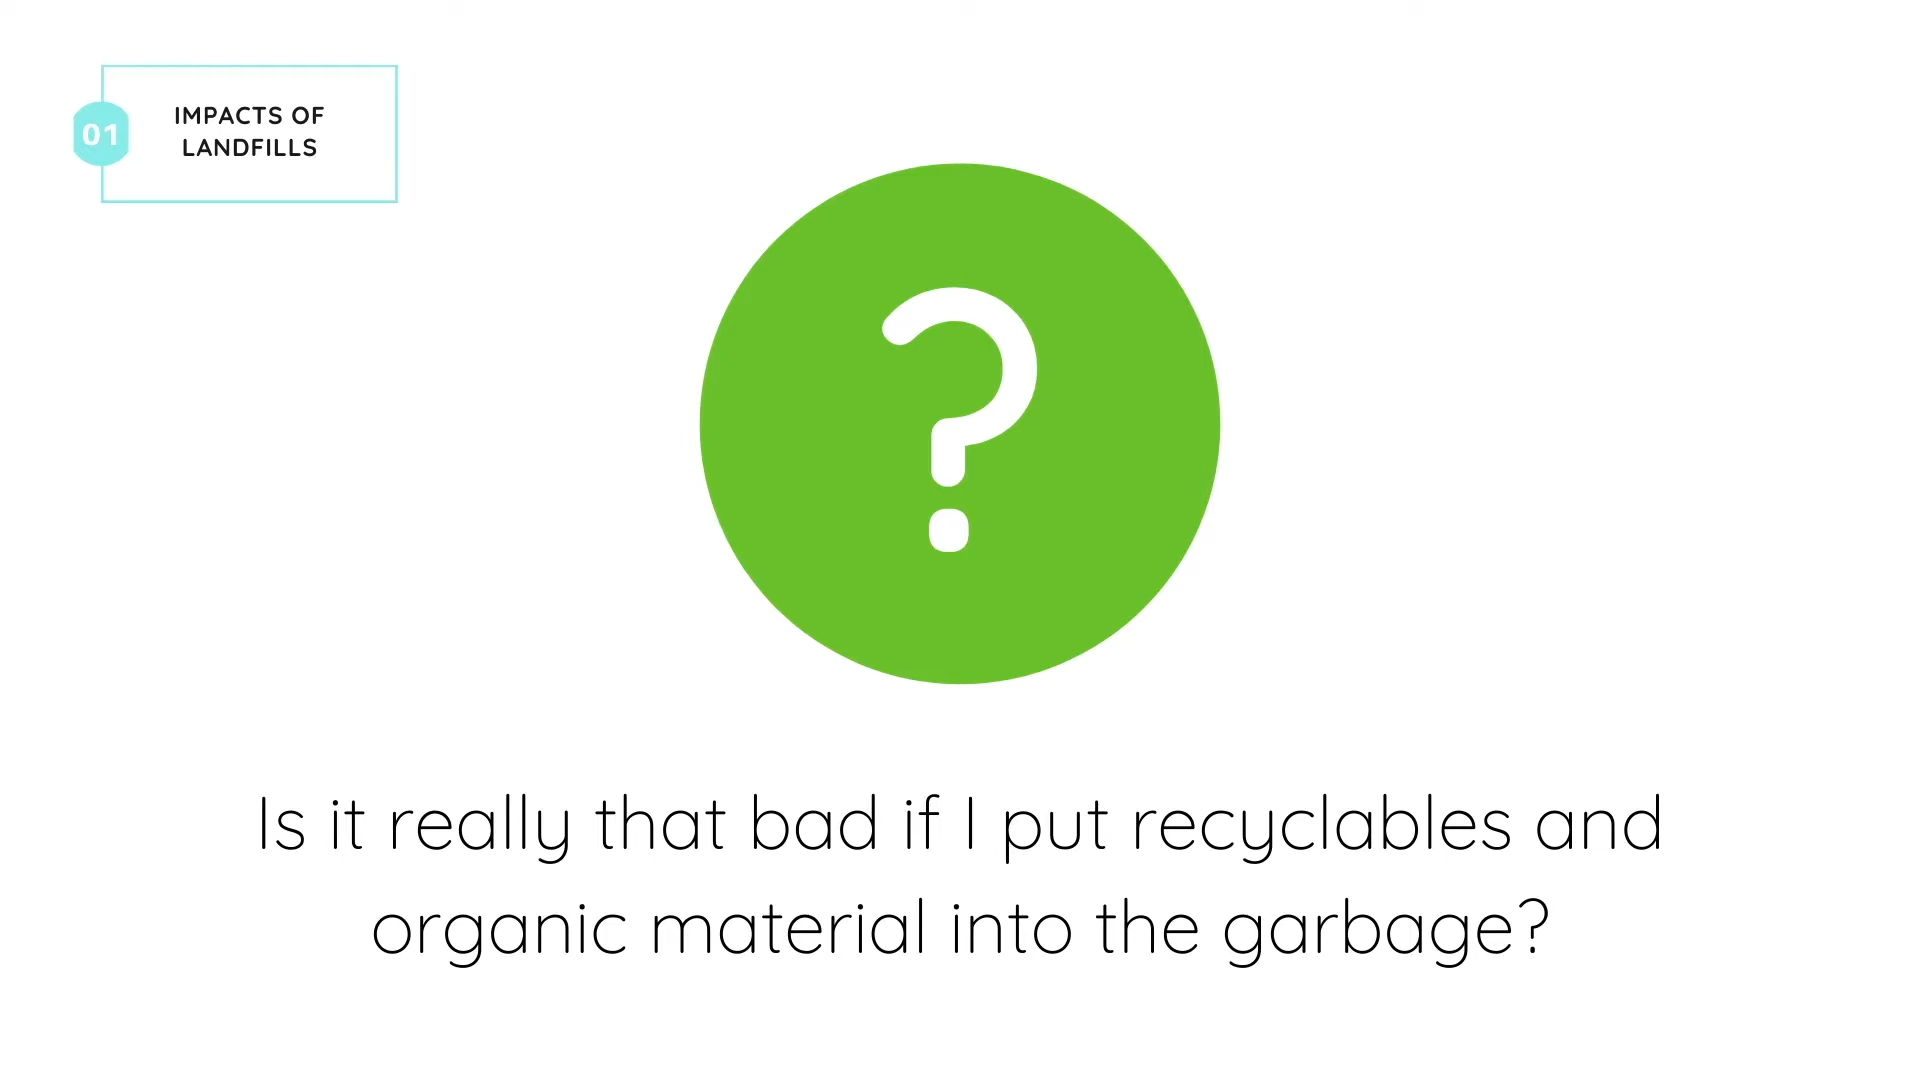 01
IMPACTS OF
LANDFILLS
?
Is it really that bad if I put recyclables and
organic material into the garbage?